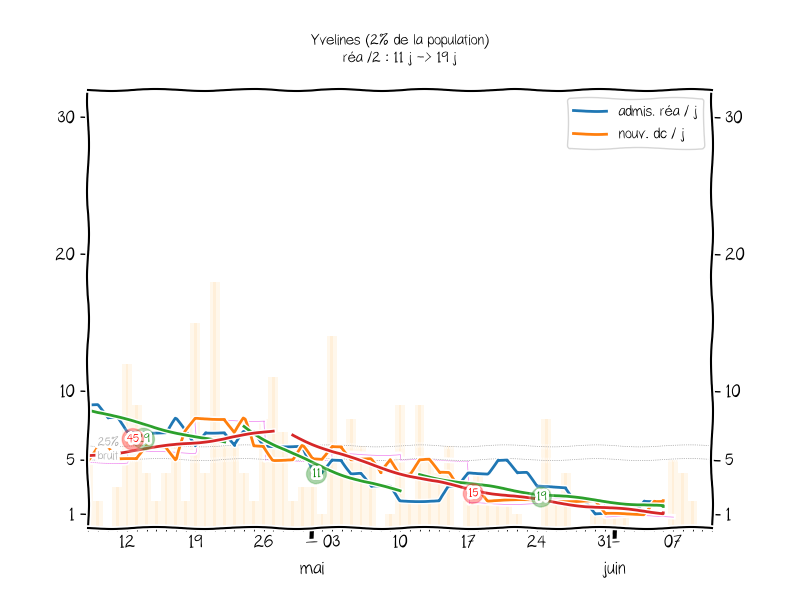 Yvelines (2% de la population)
réa /2 : 11 j -> 19 j
admis. réa / j
nouv. dc / j
30 30
20 20
10 10
5 5
1 1
25%
bruit
45 19
11
15
19
12 19 26 03 10 17 24 31 07
mai juin